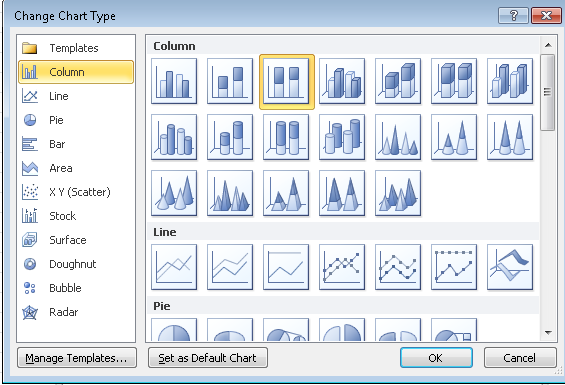 Change Chart Type
Templates
Column
Line
Pie
Bar
Area
X Y (Scatter)
Stock
Surface
Doughnut
Bubble
Radar
Column
Line
Pie
Manage Templates...
Set as Default Chart
OK
Cancel